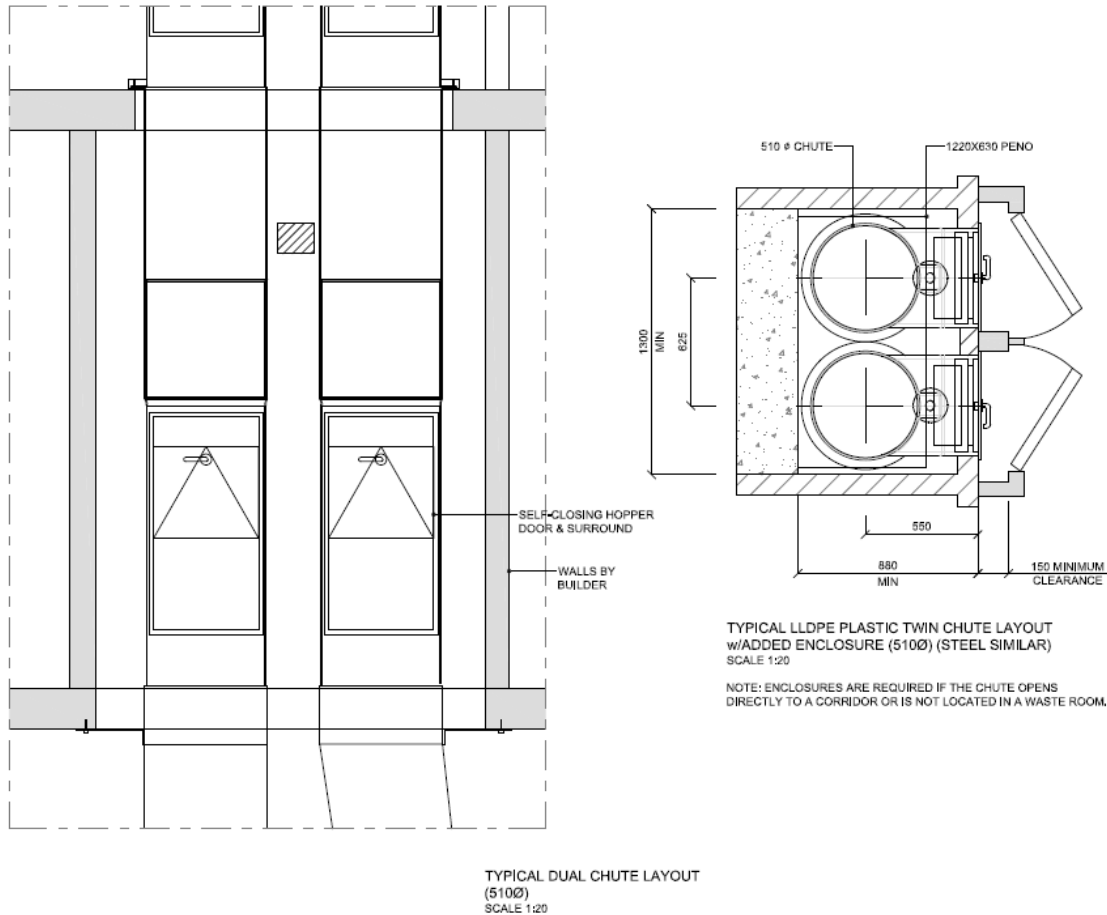 510 ø CHUTE
1220X630 PENO
1300
MIN
625
550
880
MIN
150 MINIMUM
CLEARANCE
SELF-CLOSING HOPPER
DOOR & SURROUND
WALLS BY
BUILDER
TYPICAL LLDPE PLASTIC TWIN CHUTE LAYOUT
w/ADDED ENCLOSURE (510Ø) (STEEL SIMILAR)
SCALE 1:20
NOTE: ENCLOSURES ARE REQUIRED IF THE CHUTE OPENS
DIRECTLY TO A CORRIDOR OR IS NOT LOCATED IN A WASTE ROOM.
TYPICAL DUAL CHUTE LAYOUT
(510Ø)
SCALE 1:20